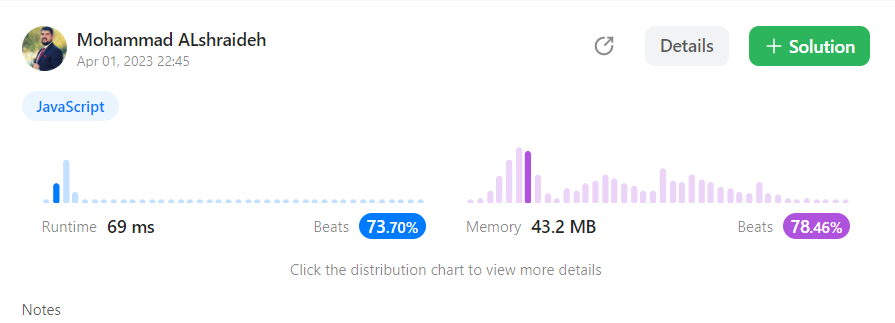 Mohammad ALshraideh
Apr 01, 2023 22:45
Details
+ Solution
JavaScript
Runtime 69 ms Beats 73.70%
Memory 43.2 MB Beats 78.46%
Click the distribution chart to view more details
Notes